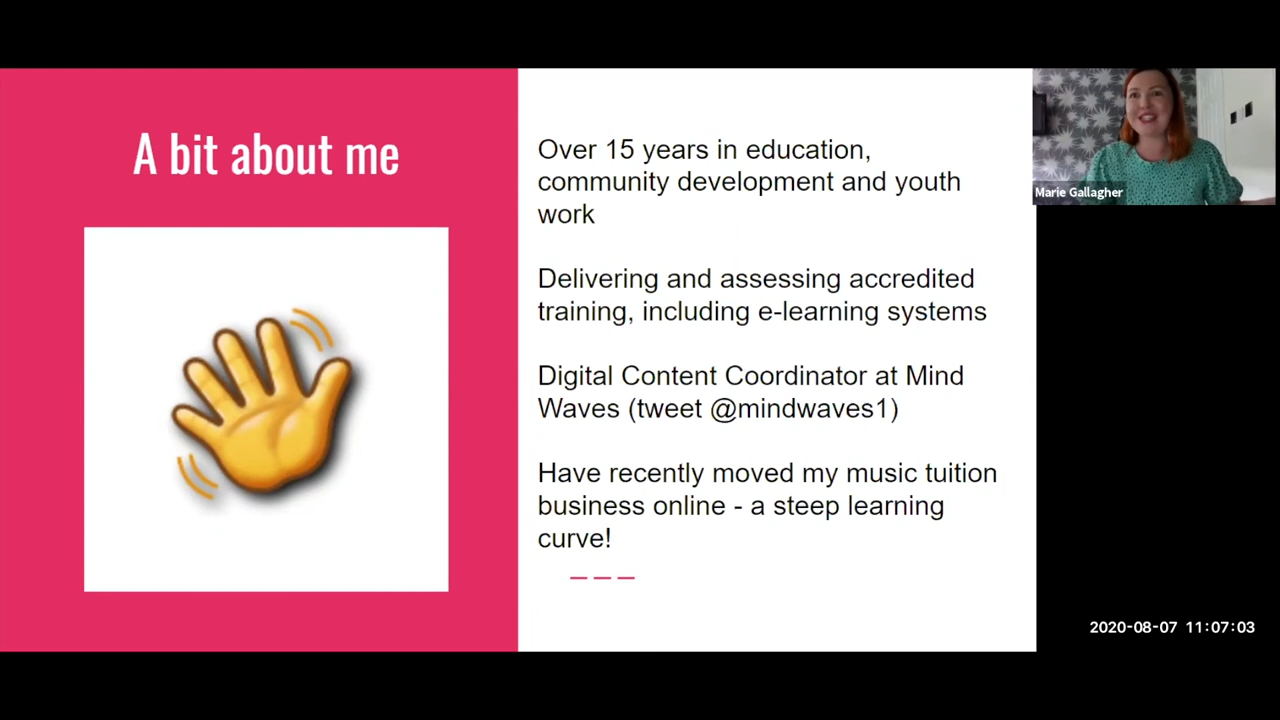 A bit about me
Over 15 years in education,
community development and youth
work
Delivering and assessing accredited
training, including e-learning systems
Digital Content Coordinator at Mind
Waves (tweet @mindwaves1)
Have recently moved my music tuition
business online - a steep learning
curve!
Marie Gallagher
2020-08-07 11:07:03